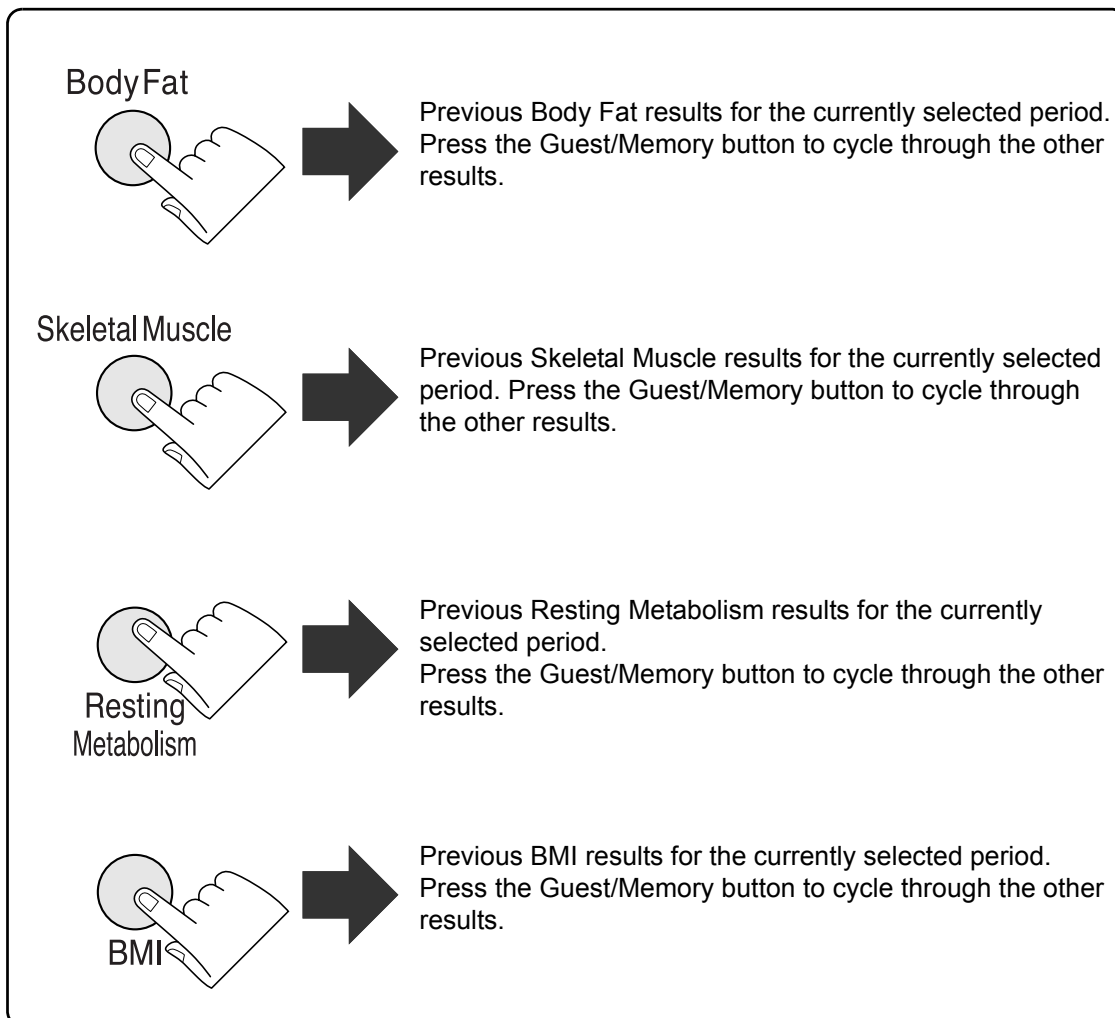 Body Fat
Previous Body Fat results for the currently selected period.
Press the Guest/Memory button to cycle through the other
results.
Skeletal Muscle
Previous Skeletal Muscle results for the currently selected
period. Press the Guest/Memory button to cycle through
the other results.
Previous Resting Metabolism results for the currently
selected period.
Press the Guest/Memory button to cycle through the other
results.
Resting
Metabolism
Previous BMI results for the currently selected period.
Press the Guest/Memory button to cycle through the other
results.
BMI